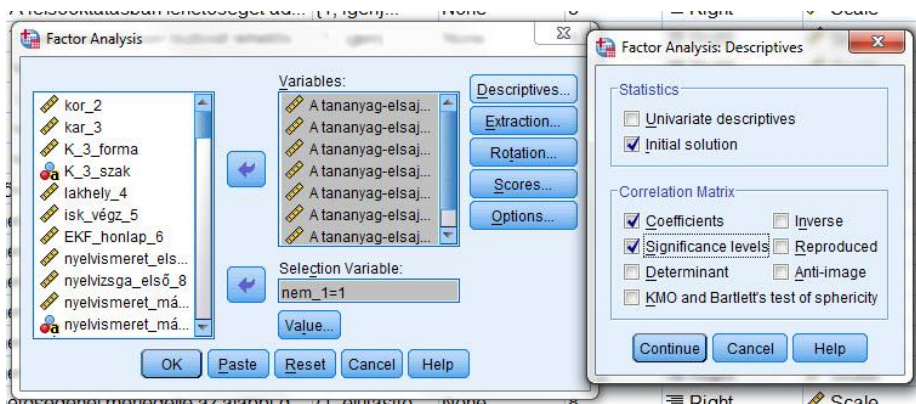 Factor Analysis
Variables:
kor_2
kar_3
K_3_forma
K_3_szak
lakhely_4
isk_végz_5
EKF_honlap_6
nyelvismeret_els...
nyelvizsga_első_8
nyelvismeret_má...
nyelvismeret_má...
A tananyag-elsaj...
A tananyag-elsaj...
A tananyag-elsaj...
A tananyag-elsaj...
A tananyag-elsaj...
A tananyag-elsaj...
A tananyag-elsaj...
Selection Variable:
nem_1=1
Value...
Descriptives...
Extraction...
Rotation...
Scores...
Options...
OK Paste Reset Cancel Help
Factor Analysis: Descriptives
Statistics
Univariate descriptives
Initial solution
Correlation Matrix
Coefficients Inverse
Significance levels Reproduced
Determinant Anti-image
KMO and Bartlett's test of sphericity
Continue Cancel Help
Right Scale